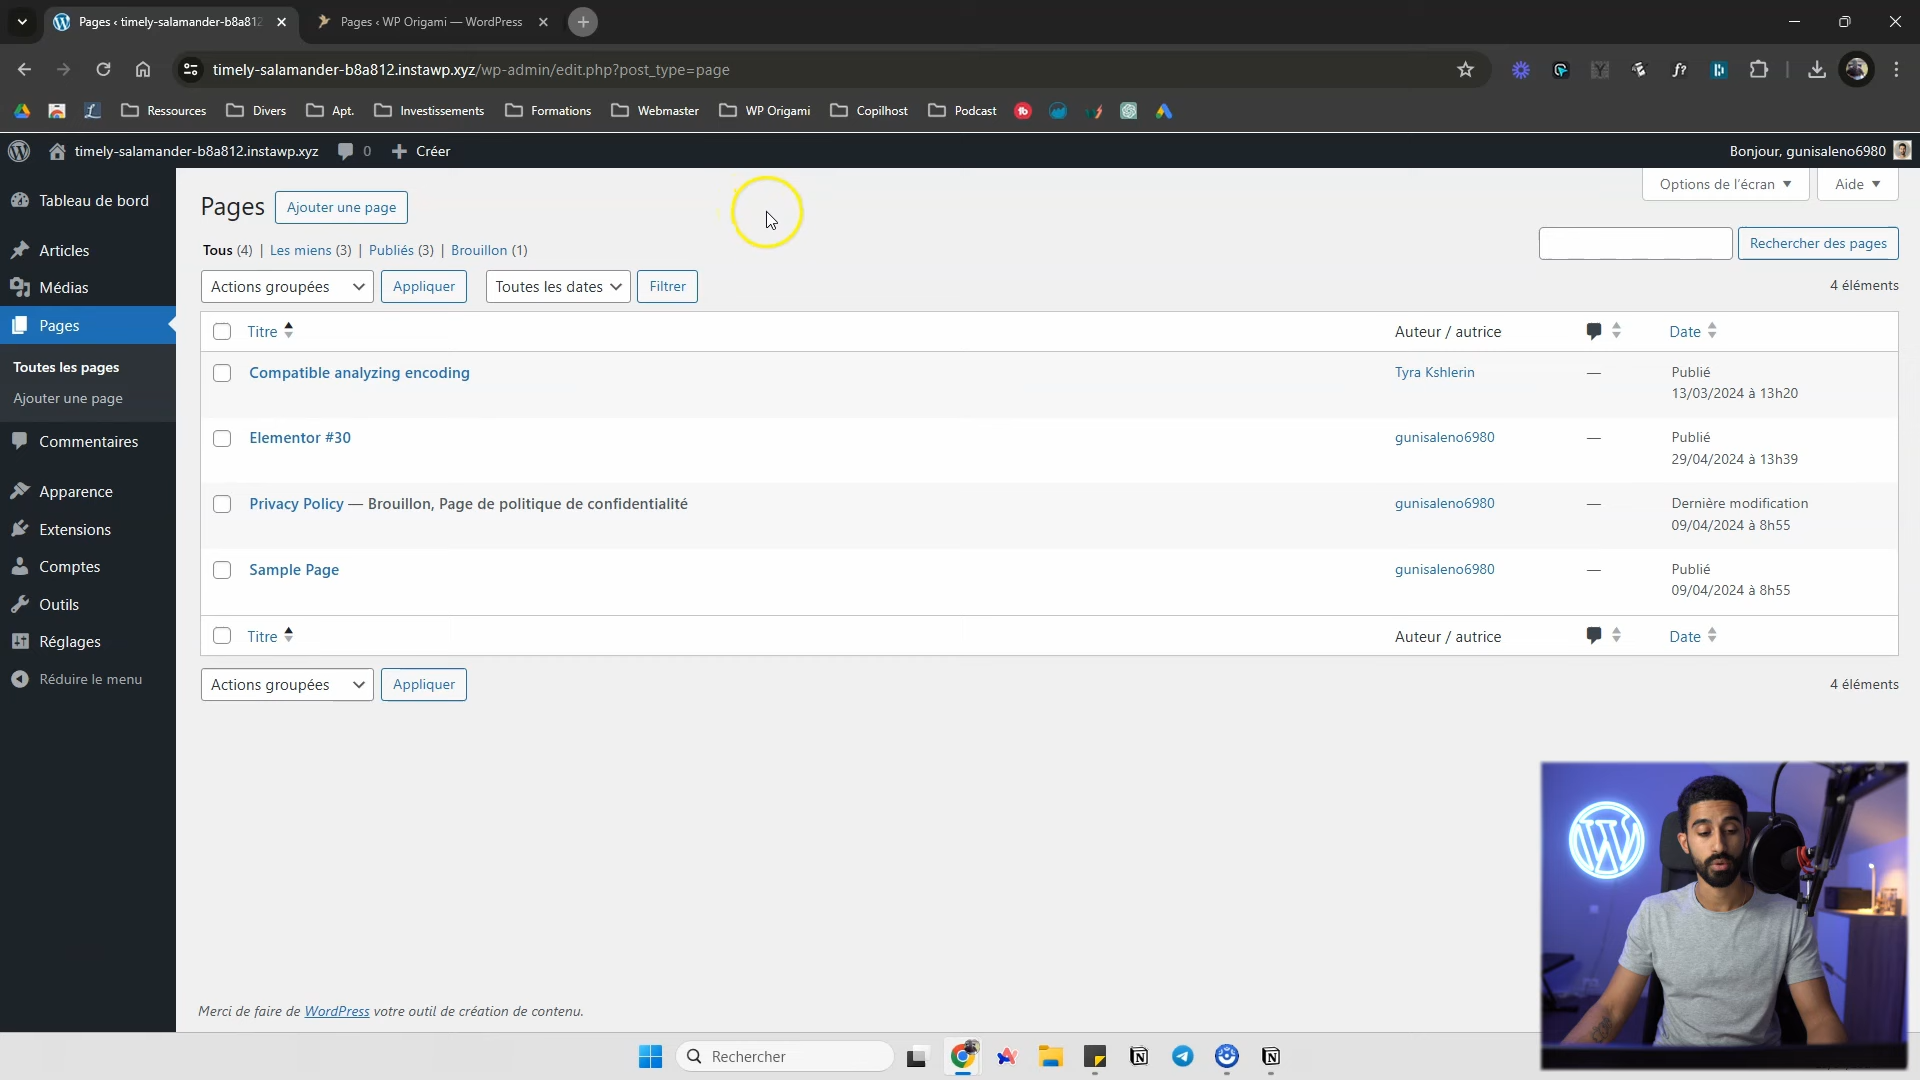 Pages ‹ timely-salamander-b8a812
Pages ‹ WP Origami — WordPress
timely-salamander-b8a812.instawp.xyz/wp-admin/edit.php?post_type=page
Ressources
Divers
Apt.
Investissements
Formations
Webmaster
WP Origami
Copilhost
Podcast
timely-salamander-b8a812.instawp.xyz
0
Créer
Bonjour, gunisaleno6980
Tableau de bord
Articles
Médias
Pages
Toutes les pages
Ajouter une page
Commentaires
Apparence
Extensions
Comptes
Outils
Réglages
Réduire le menu
Options de l'écran
Aide
Pages
Ajouter une page
Tous (4) | Les miens (3) | Publiés (3) | Brouillon (1)
Rechercher des pages
Actions groupées
Appliquer
Toutes les dates
Filtrer
4 éléments
Titre
Auteur / autrice
Date
Compatible analyzing encoding
Tyra Kshlerin
—
Publié
13/03/2024 à 13h20
Elementor #30
gunisaleno6980
—
Publié
29/04/2024 à 13h39
Privacy Policy — Brouillon, Page de politique de confidentialité
gunisaleno6980
—
Dernière modification
09/04/2024 à 8h55
Sample Page
gunisaleno6980
—
Publié
09/04/2024 à 8h55
Titre
Auteur / autrice
Date
Actions groupées
Appliquer
4 éléments
Merci de faire de WordPress votre outil de création de contenu.
Rechercher